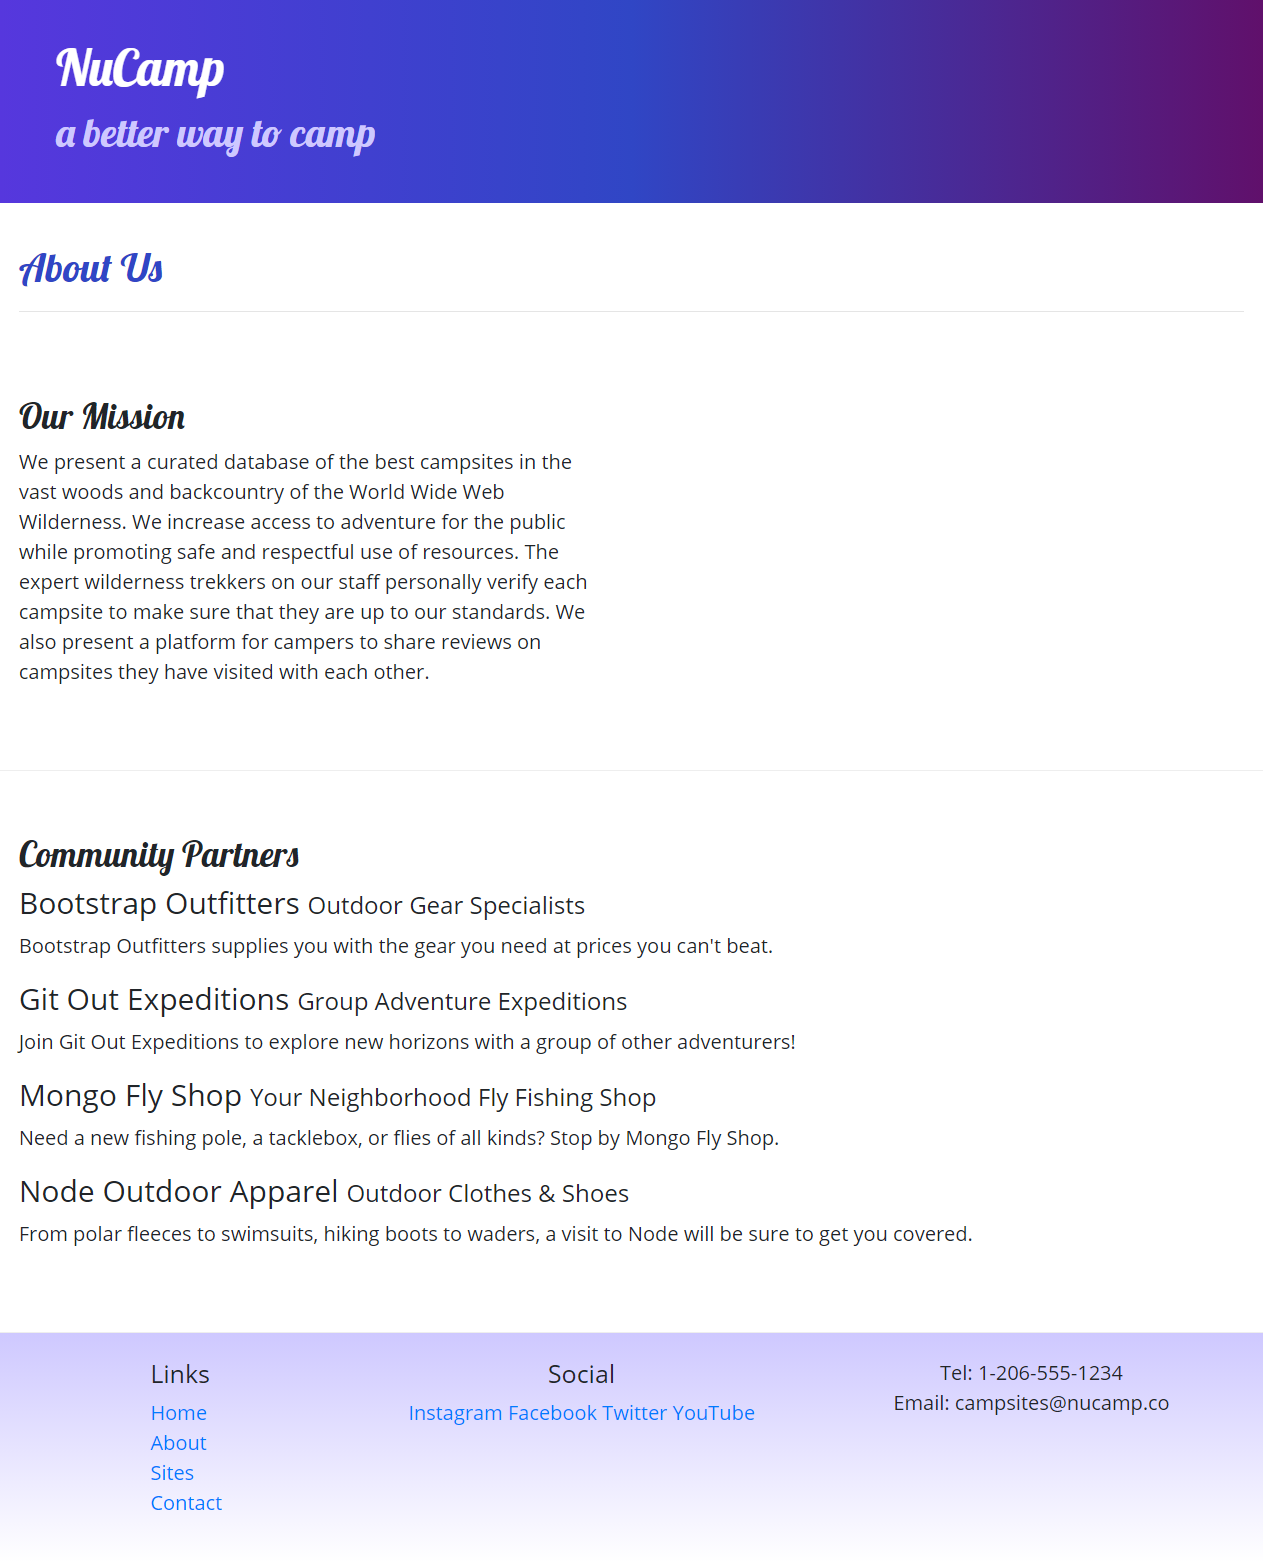 NuCamp
a better way to camp
About Us
Our Mission
We present a curated database of the best campsites in the
vast woods and backcountry of the World Wide Web
Wilderness. We increase access to adventure for the public
while promoting safe and respectful use of resources. The
expert wilderness trekkers on our staff personally verify each
campsite to make sure that they are up to our standards. We
also present a platform for campers to share reviews on
campsites they have visited with each other.
Community Partners
Bootstrap Outfitters Outdoor Gear Specialists
Bootstrap Outfitters supplies you with the gear you need at prices you can't beat.
Git Out Expeditions Group Adventure Expeditions
Join Git Out Expeditions to explore new horizons with a group of other adventurers!
Mongo Fly Shop Your Neighborhood Fly Fishing Shop
Need a new fishing pole, a tacklebox, or flies of all kinds? Stop by Mongo Fly Shop.
Node Outdoor Apparel Outdoor Clothes & Shoes
From polar fleeces to swimsuits, hiking boots to waders, a visit to Node will be sure to get you covered.
Links
Home
About
Sites
Contact
Social
Instagram Facebook Twitter YouTube
Tel: 1-206-555-1234
Email: campsites@nucamp.co